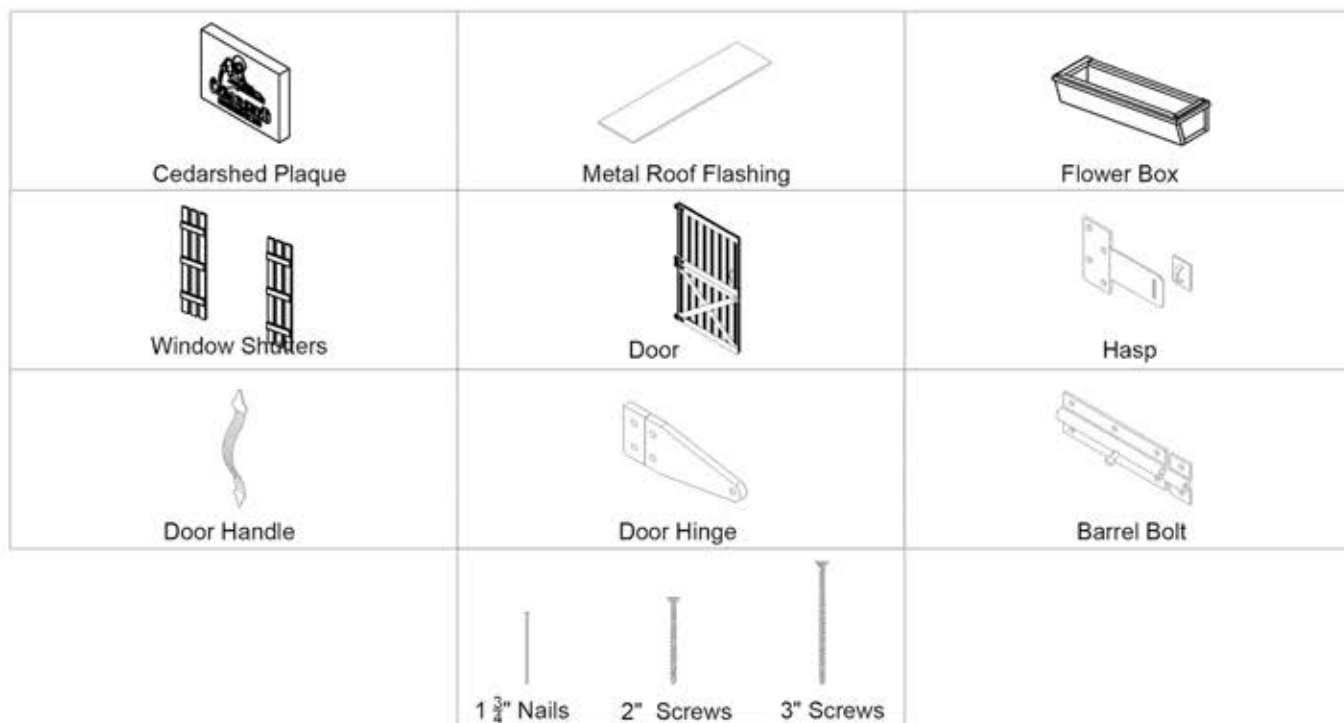 Cedarshed Plaque
Metal Roof Flashing
Flower Box
Window Shutters
Door
Hasp
Door Handle
Door Hinge
Barrel Bolt
1 3/4" Nails
2" Screws
3" Screws